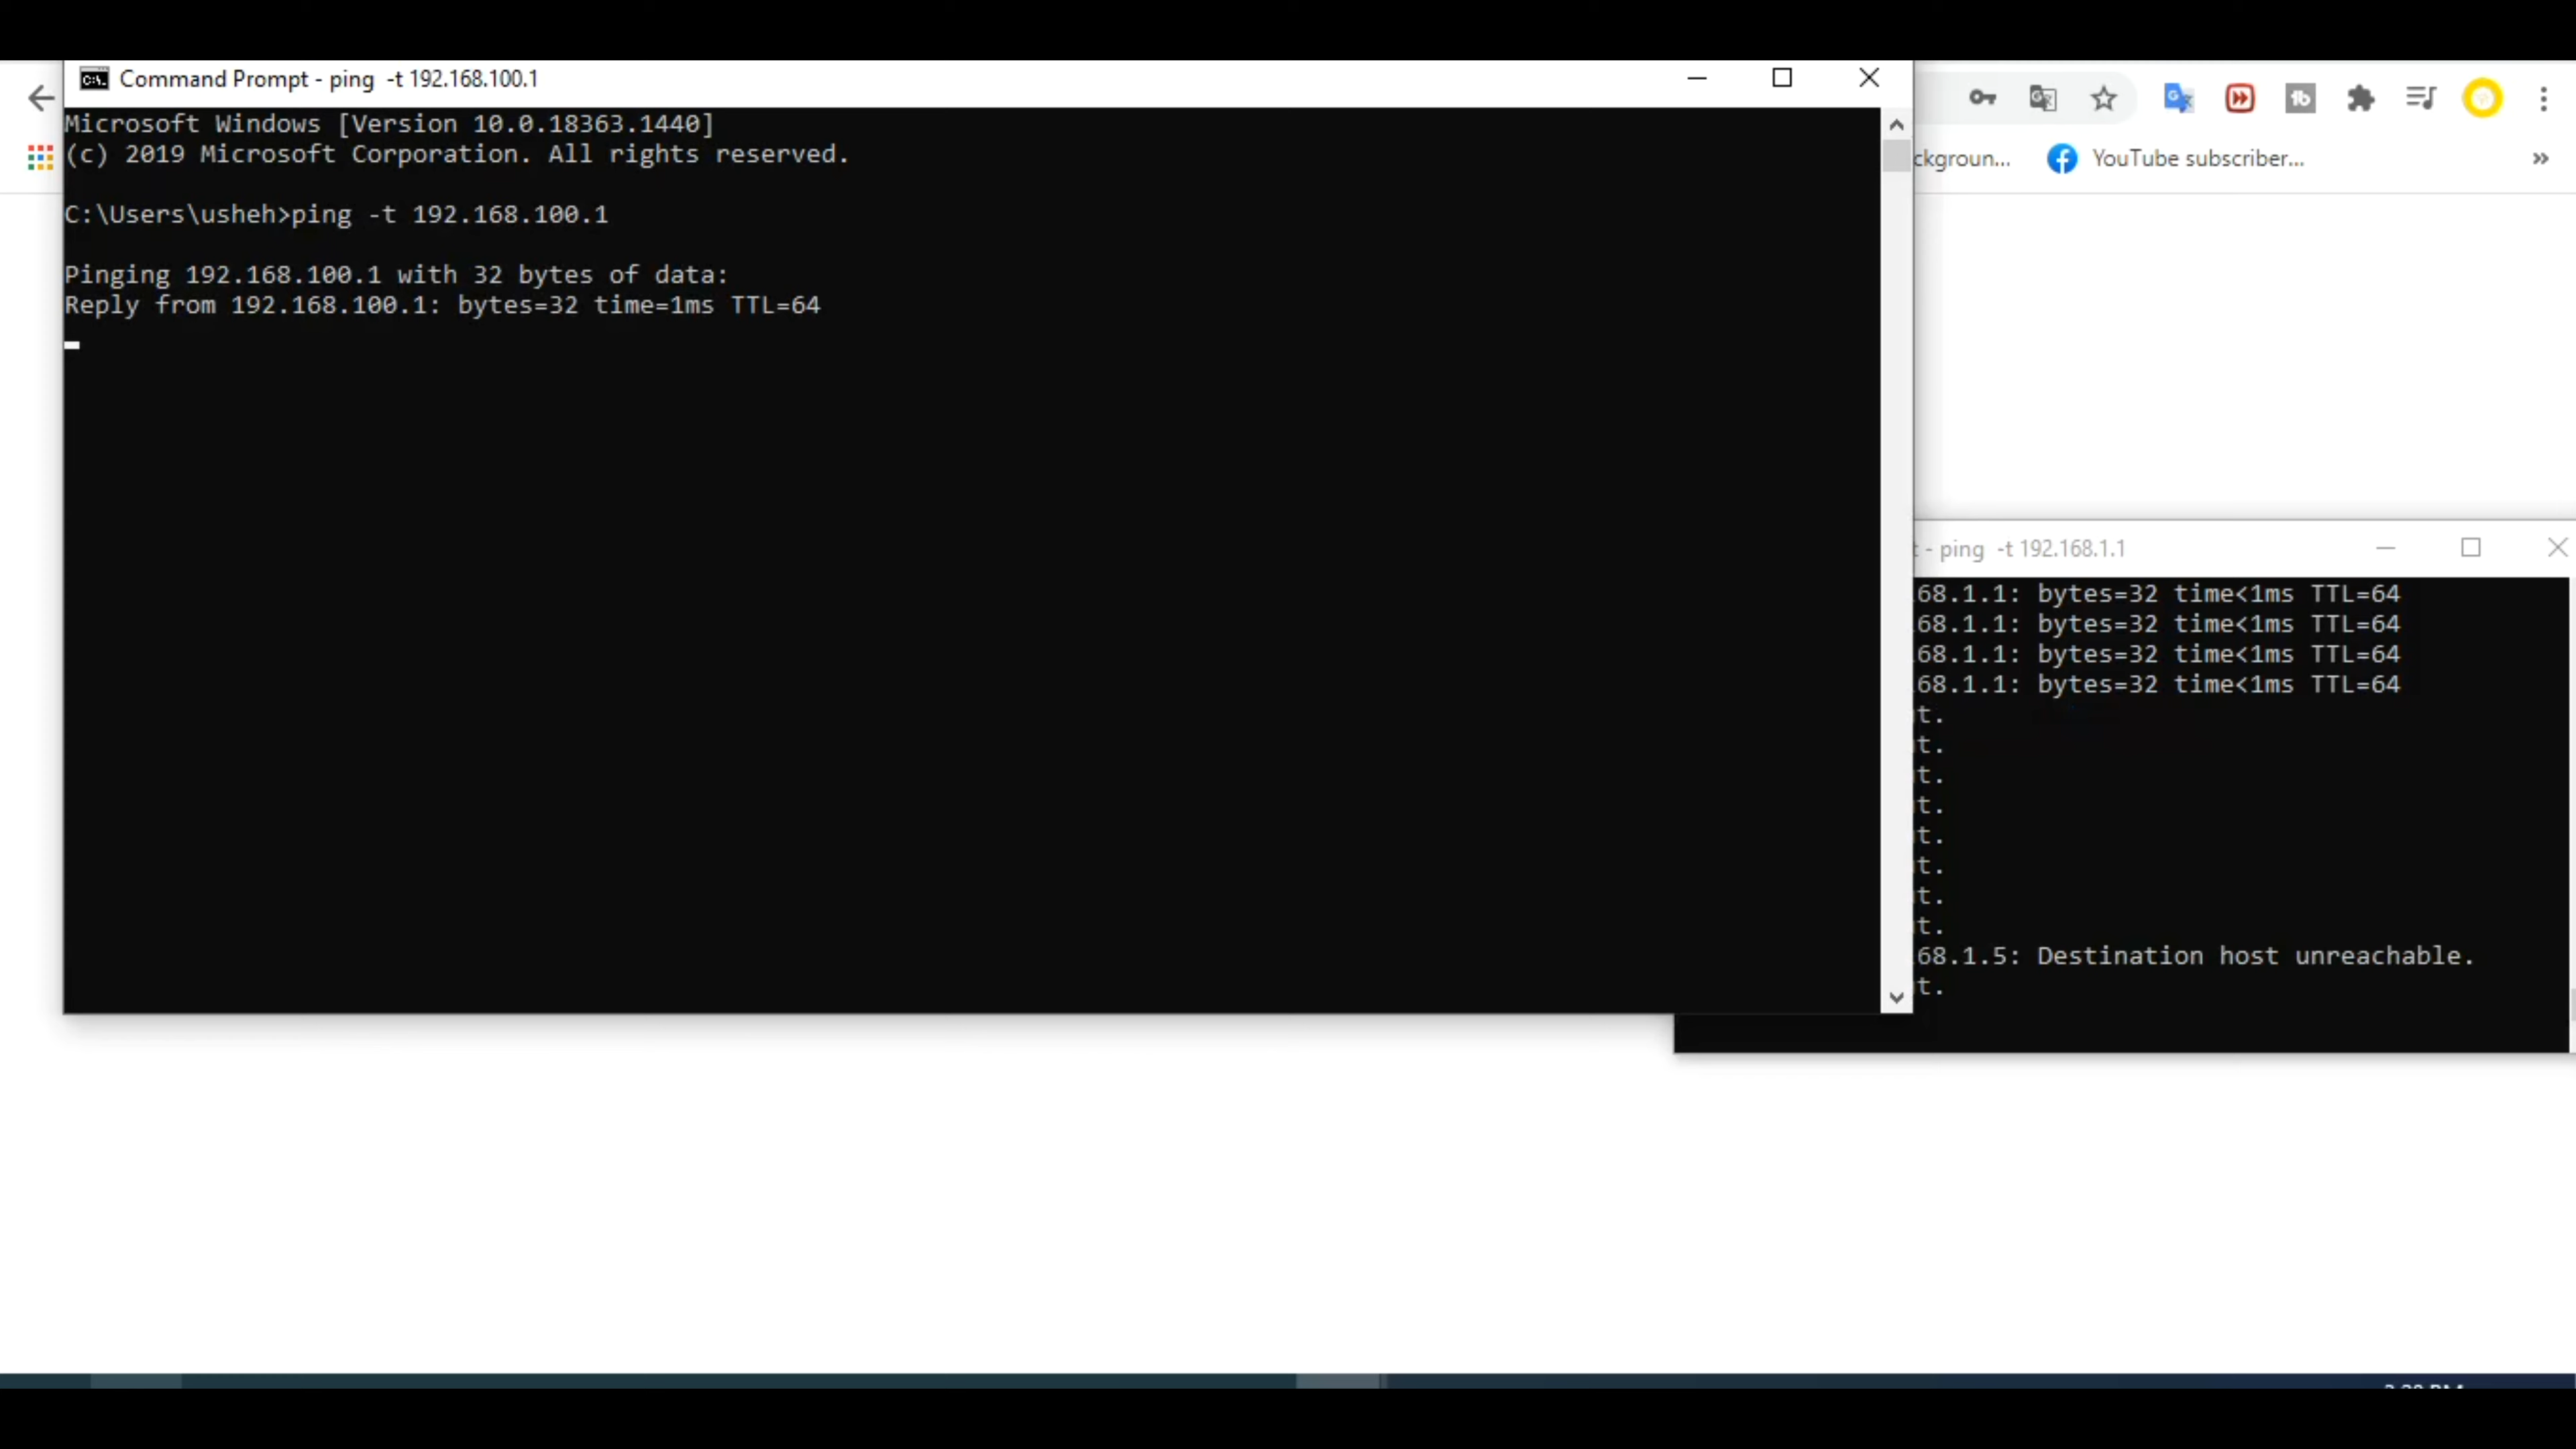 Command Prompt - ping -t 192.168.100.1
Microsoft Windows [Version 10.0.18363.1440]
(c) 2019 Microsoft Corporation. All rights reserved.
C:\Users\usheh>ping -t 192.168.100.1
Pinging 192.168.100.1 with 32 bytes of data:
Reply from 192.168.100.1: bytes=32 time=1ms TTL=64
ckgroun...
YouTube subscriber...
t - ping -t 192.168.1.1
68.1.1: bytes=32 time<1ms TTL=64
68.1.1: bytes=32 time<1ms TTL=64
68.1.1: bytes=32 time<1ms TTL=64
68.1.1: bytes=32 time<1ms TTL=64
t.
t.
t.
t.
t.
t.
t.
t.
68.1.5: Destination host unreachable.
t.